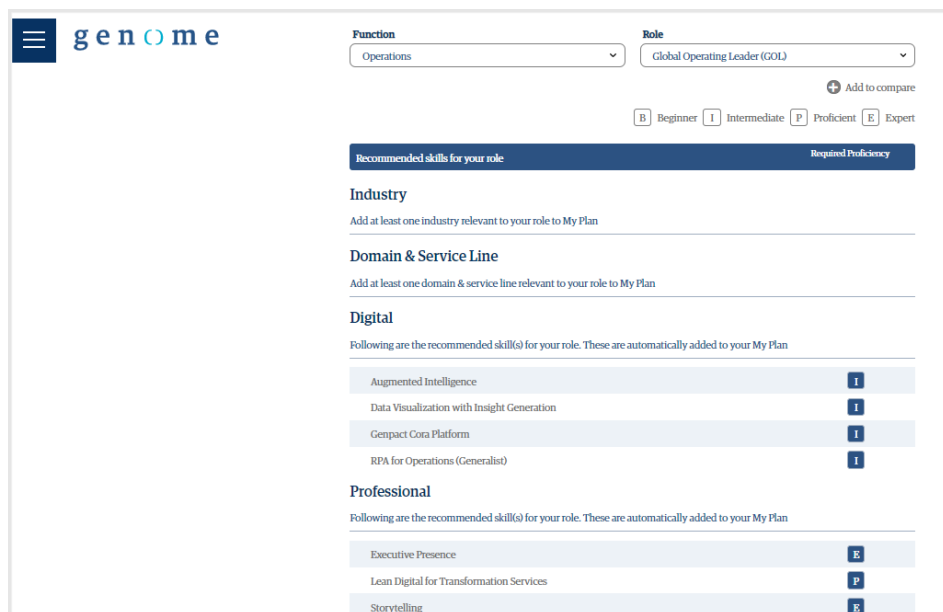 genome
Function
Role
Operations
Global Operating Leader (GOL)
Add to compare
B Beginner I Intermediate P Proficient E Expert
Recommended skills for your role Required Proficiency
Industry
Add at least one industry relevant to your role to My Plan
Domain & Service Line
Add at least one domain & service line relevant to your role to My Plan
Digital
Following are the recommended skill(s) for your role. These are automatically added to your My Plan
Augmented Intelligence I
Data Visualization with Insight Generation I
Genpact Cora Platform I
RPA for Operations (Generalist) I
Professional
Following are the recommended skill(s) for your role. These are automatically added to your My Plan
Executive Presence E
Lean Digital for Transformation Services P
Storytelling E